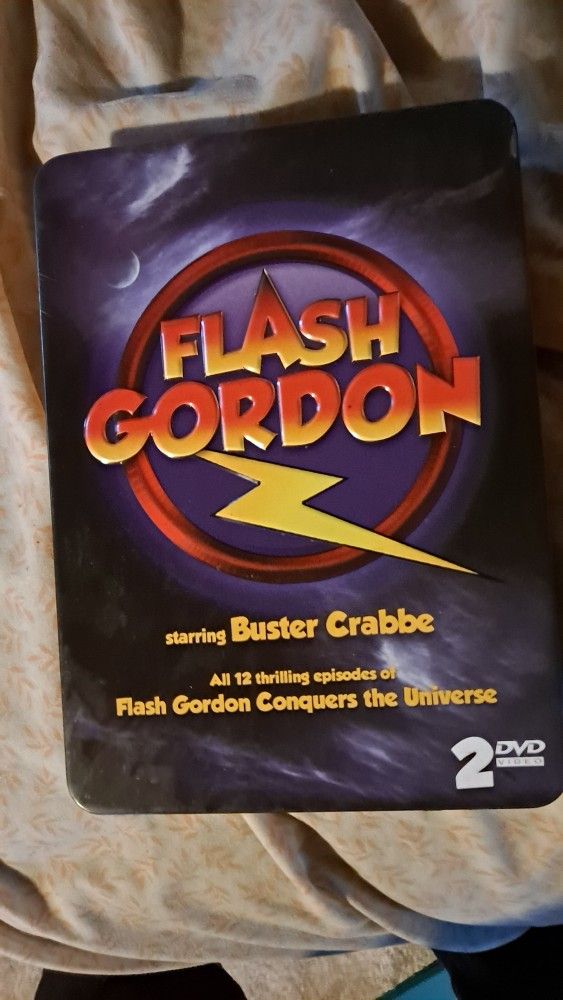 FLASH
GORDON
starring Buster Crabbe
All 12 thrilling episodes of
Flash Gordon Conquers the Universe
2 DVD
VIDEO